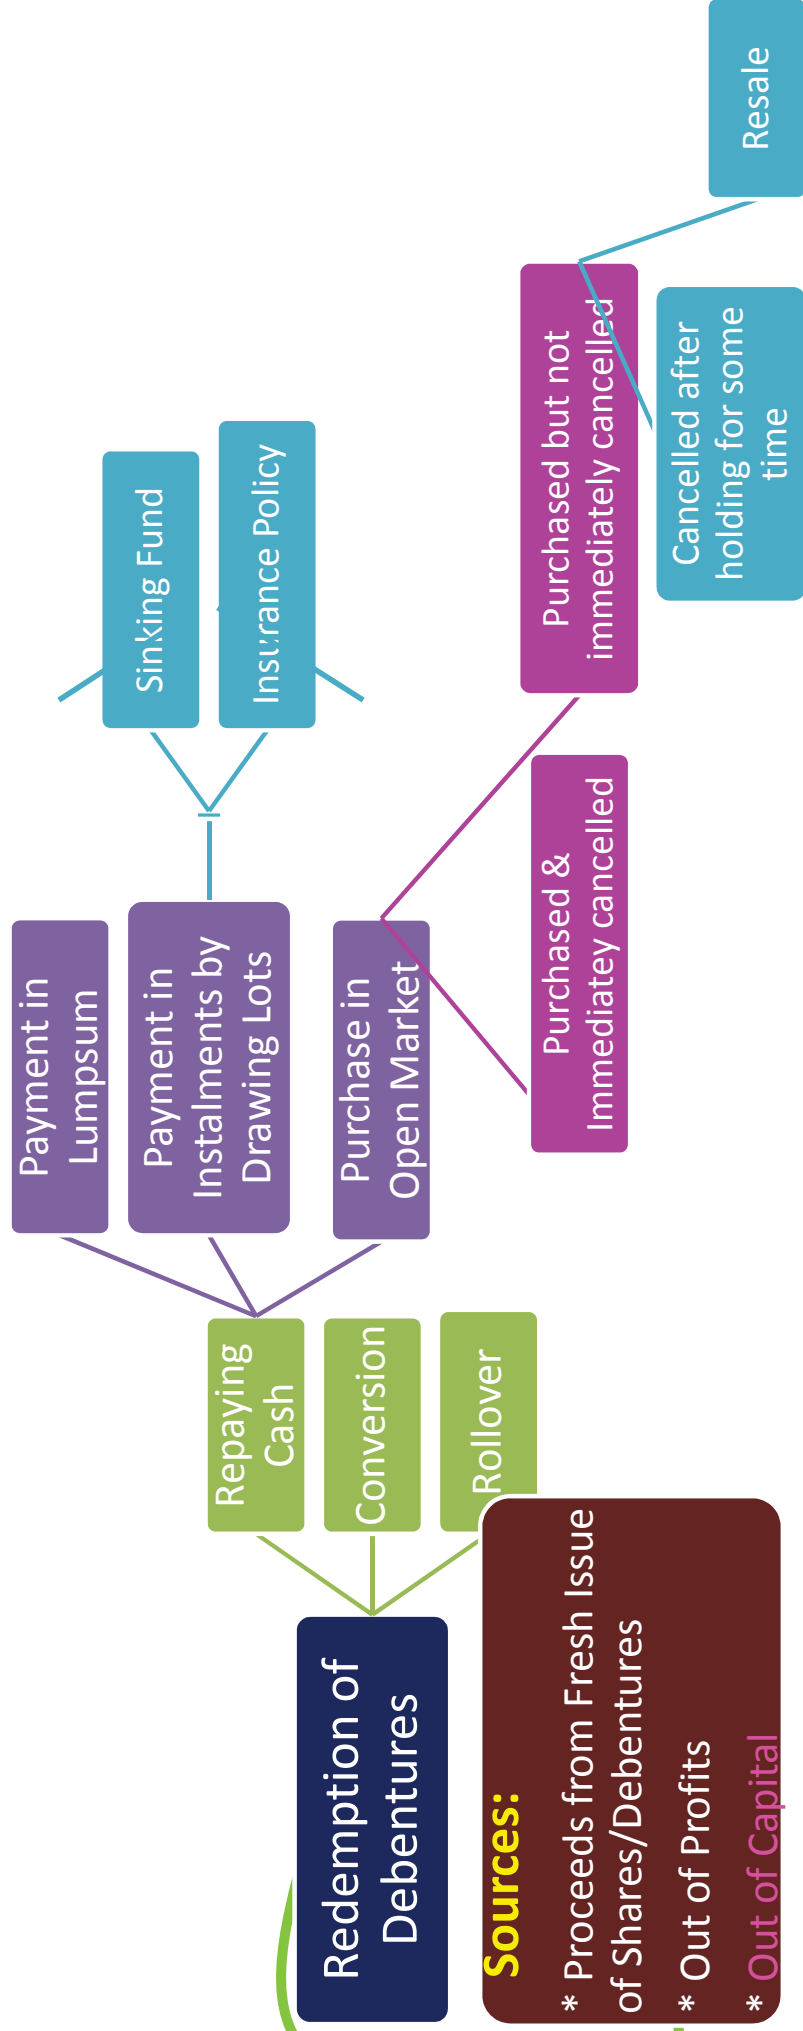 Redemption of
Debentures
Sources:
* Proceeds from Fresh Issue
of Shares/Debentures
* Out of Profits
* Out of Capital
Repaying
Cash
Conversion
Rollover
Payment in
Lumpsum
Payment in
Instalments by
Drawing Lots
Purchase in
Open Market
Sinking Fund
Insurance Policy
Purchased &
Immediatey cancelled
Purchased but not
immediately cancelled
Cancelled after
holding for some
time
Resale